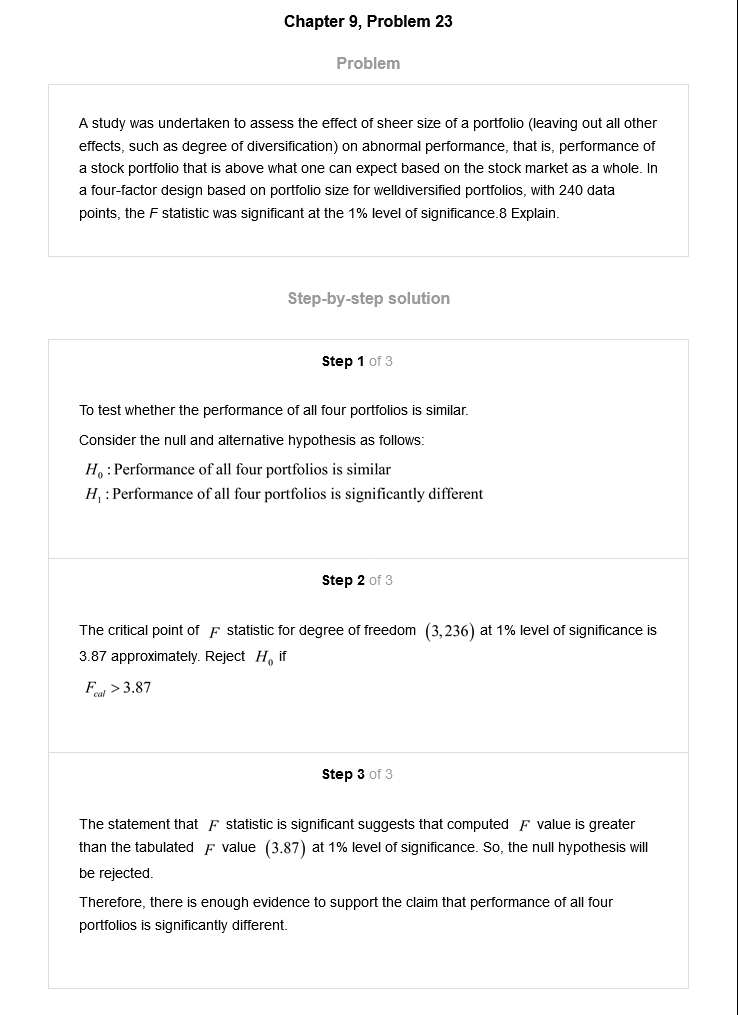 Chapter 9, Problem 23
Problem
A study was undertaken to assess the effect of sheer size of a portfolio (leaving out all other
effects, such as degree of diversification) on abnormal performance, that is, performance of
a stock portfolio that is above what one can expect based on the stock market as a whole. In
a four-factor design based on portfolio size for welldiversified portfolios, with 240 data
points, the F statistic was significant at the 1% level of significance.8 Explain.
Step-by-step solution
Step 1 of 3
To test whether the performance of all four portfolios is similar.
Consider the null and alternative hypothesis as follows:
H₀ : Performance of all four portfolios is similar
H₁ : Performance of all four portfolios is significantly different
Step 2 of 3
The critical point of F statistic for degree of freedom (3,236) at 1% level of significance is
3.87 approximately. Reject H₀ if
F_cal > 3.87
Step 3 of 3
The statement that F statistic is significant suggests that computed F value is greater
than the tabulated F value (3.87) at 1% level of significance. So, the null hypothesis will
be rejected.
Therefore, there is enough evidence to support the claim that performance of all four
portfolios is significantly different.